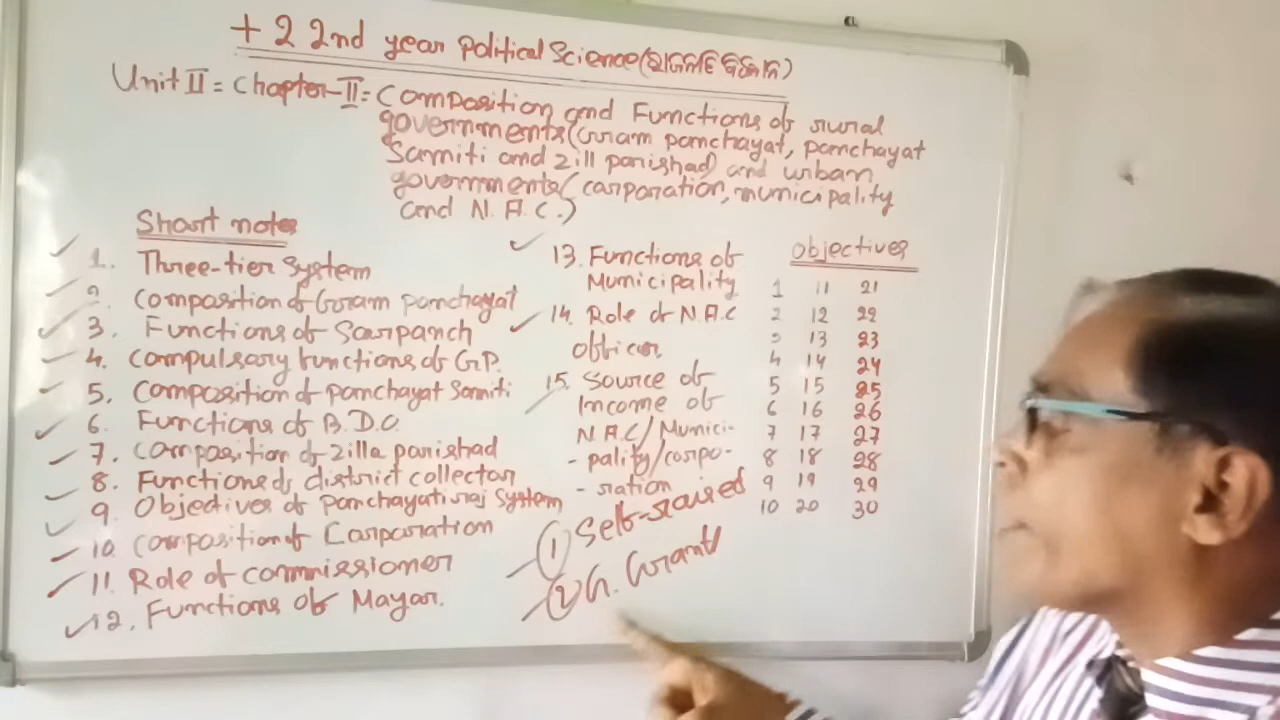 + 2 2nd year Political Science (ରାଜନୀତି ବିଜ୍ଞାନ)
Unit II = Chapter-II = Composition and Functions of rural
governments (Gram panchayat, panchayat
Samiti and zill parishad) and urban
governments (corporation, municipality
and N.A.C.)
Short notes
1. Three-tier System
2. Composition of Gram panchayat
3. Functions of Sarpanch
4. Compulsary functions of G.P.
5. Composition of panchayat Samiti
6. Functions of B.D.O.
7. Composition of zilla parishad
8. Functions of district collector
9. Objectives of panchayatiraj System
10. Composition of Corporation
11. Role of commissioner
12. Functions of Mayar.
13. Functions of
Municipality
14. Role of N.A.C
officer.
15. Source of
Income of
N.A.C/Munici-
- pality/corpo-
- ration
① Self-raised
② G. Grant
Objectives
1 11 21
2 12 22
3 13 23
4 14 24
5 15 25
6 16 26
7 17 27
8 18 28
9 19 29
10 20 30